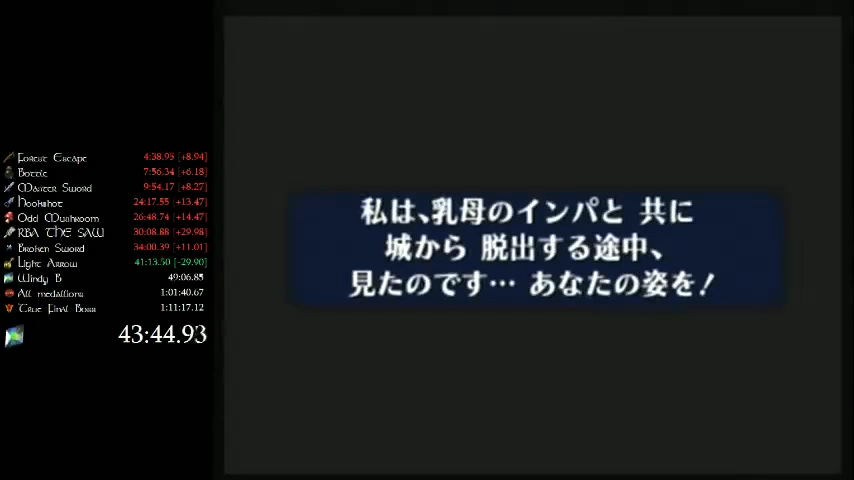 Forest Escape 4:38.95 [+8.94]
Bottle 7:56.34 [+6.18]
Master Sword 9:54.17 [+8.27]
Hookshot 24:17.55 [+13.47]
Odd Mushroom 26:48.74 [+14.47]
RBA THE SAW 30:08.88 [+29.98]
Broken Sword 34:00.39 [+11.01]
Light Arrow 41:13.50 [-29.90]
Windy B 49:06.85
All medallions 1:01:40.67
True Final Boss 1:11:17.12
43:44.93
私は、乳母のインパと 共に
城から 脱出する途中、
見たのです… あなたの姿を!